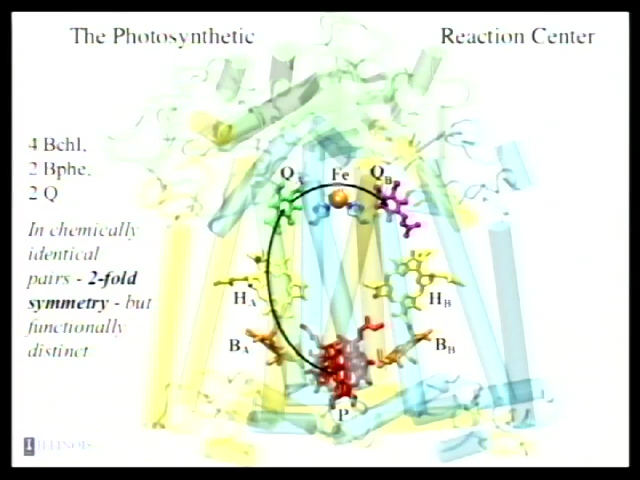 The Photosynthetic Reaction Center
4 Bchl,
2 Bphe,
2 Q
In chemically
identical
pairs - 2-fold
symmetry - but
functionally
distinct
QA Fe QB
HA HB
BA BB
P
ILLINOIS